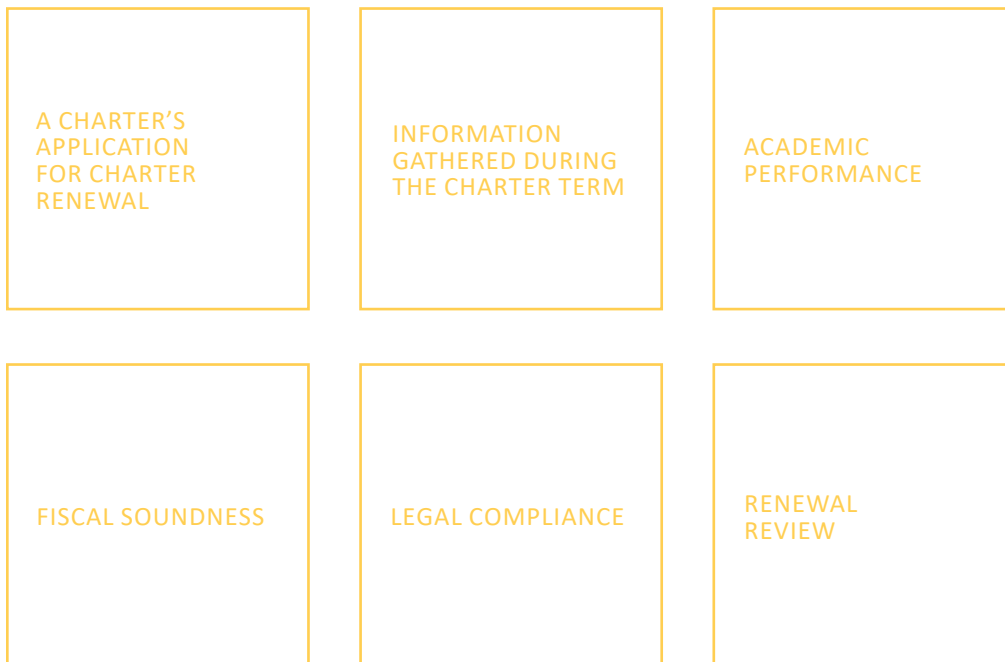 A CHARTER’S
APPLICATION
FOR CHARTER
RENEWAL
INFORMATION
GATHERED DURING
THE CHARTER TERM
ACADEMIC
PERFORMANCE
FISCAL SOUNDNESS
LEGAL COMPLIANCE
RENEWAL
REVIEW